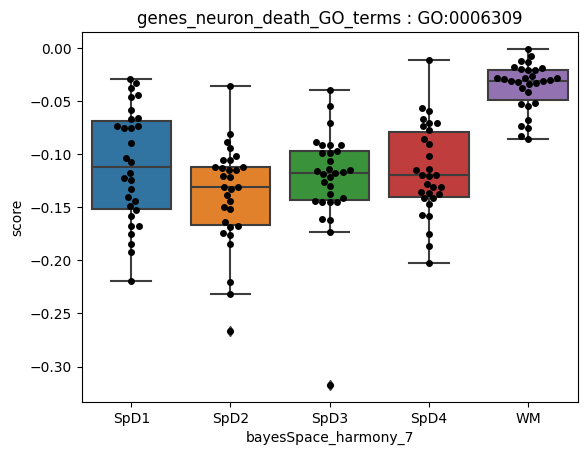 genes_neuron_death_GO_terms : GO:0006309
0.00
−0.05
−0.10
−0.15
−0.20
−0.25
−0.30
score
SpD1 SpD2 SpD3 SpD4 WM
bayesSpace_harmony_7